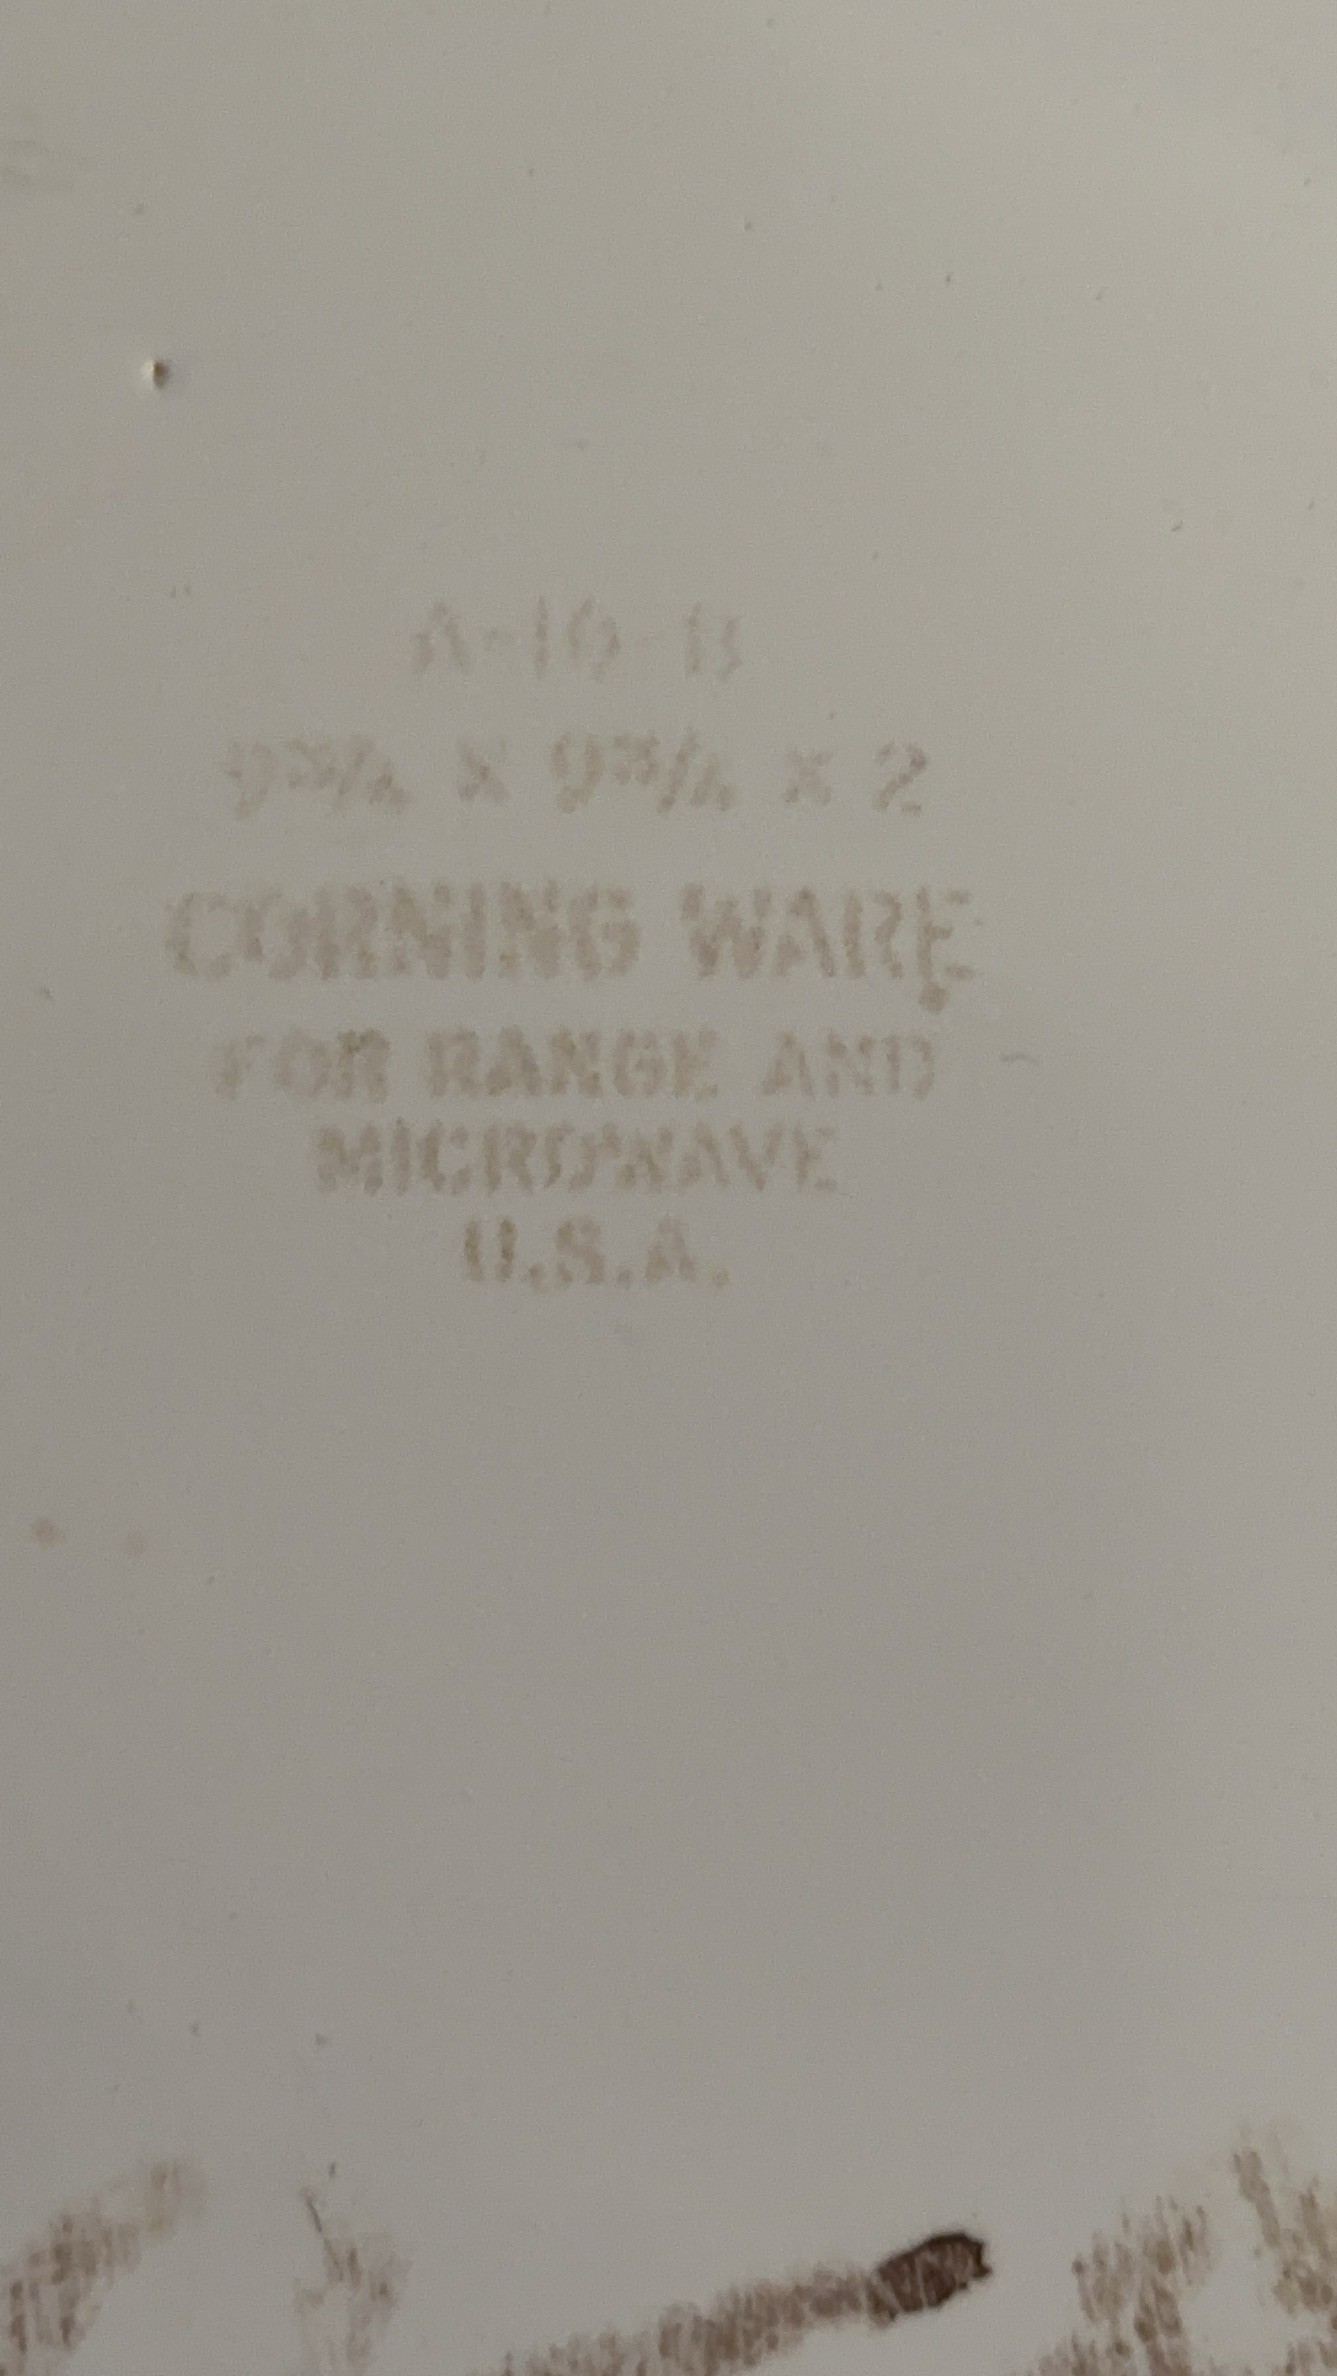 A-10-B
9¾ x 9¾ x 2
CORNING WARE
FOR RANGE AND
MICROWAVE
U.S.A.